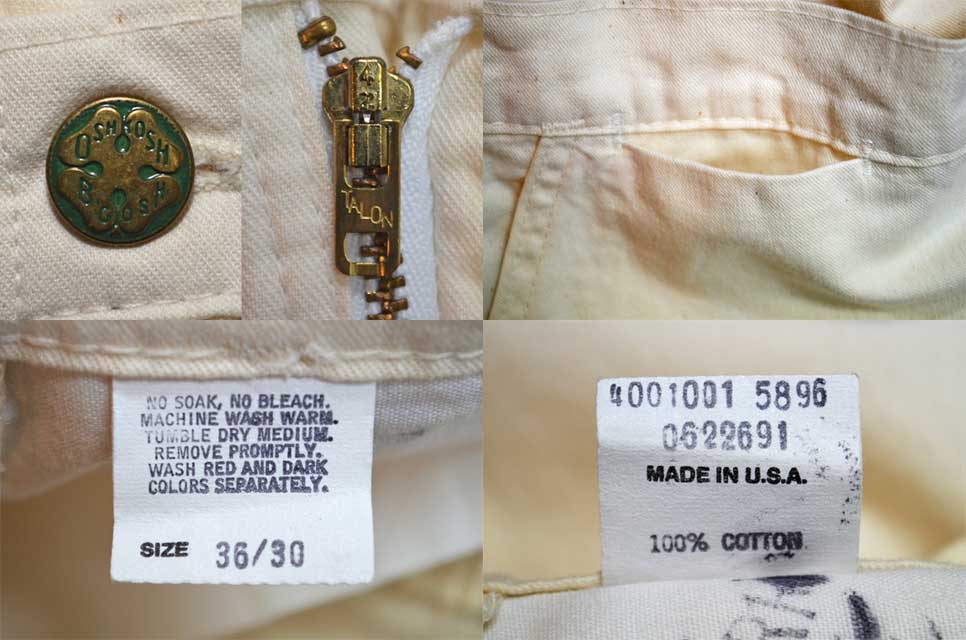 OSHKOSH
B'GOSH
4
TALON
NO SOAK, NO BLEACH.
MACHINE WASH WARM.
TUMBLE DRY MEDIUM.
REMOVE PROMPTLY.
WASH RED AND DARK
COLORS SEPARATELY.
SIZE 36/30
4001001 5896
0622691
MADE IN U.S.A.
100% COTTON